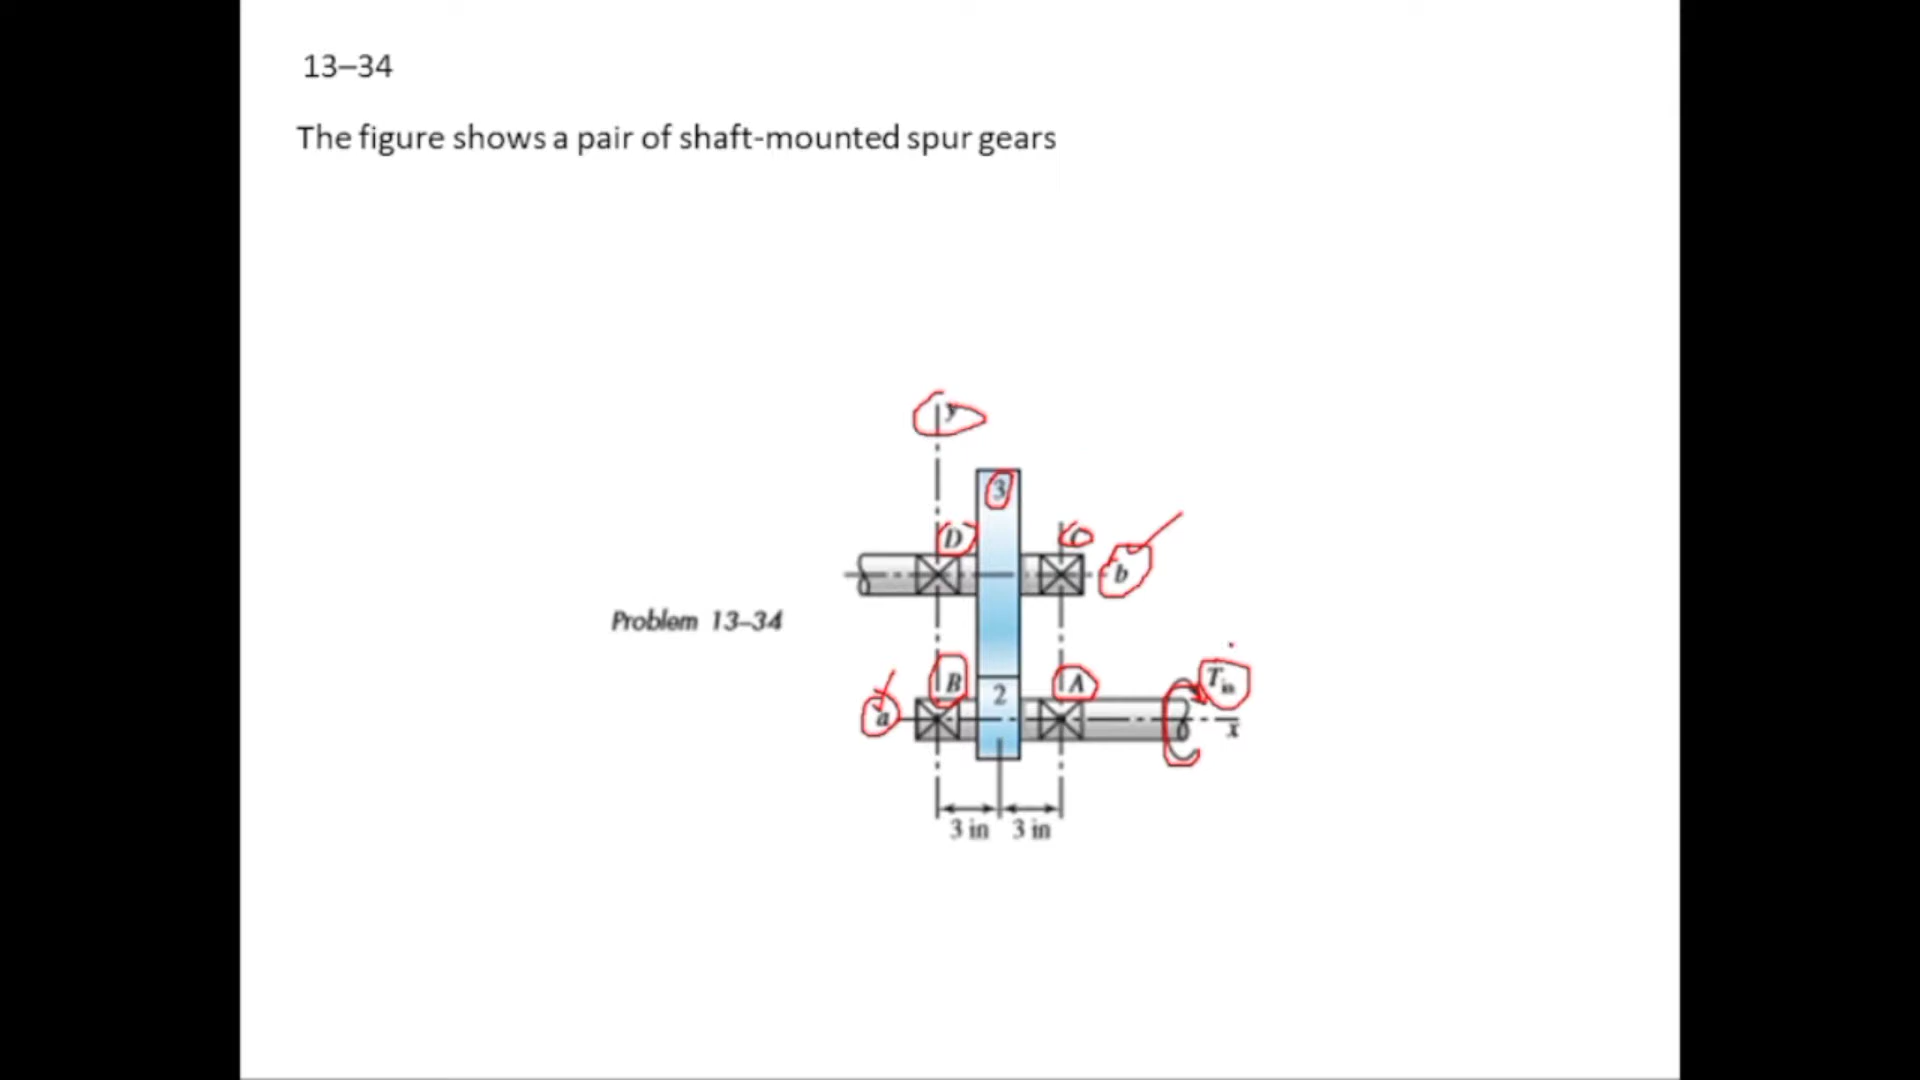 13–34
The figure shows a pair of shaft-mounted spur gears
y
3
D
C
b
Problem 13–34
B
A
T_in
2
a
x
3 in 3 in